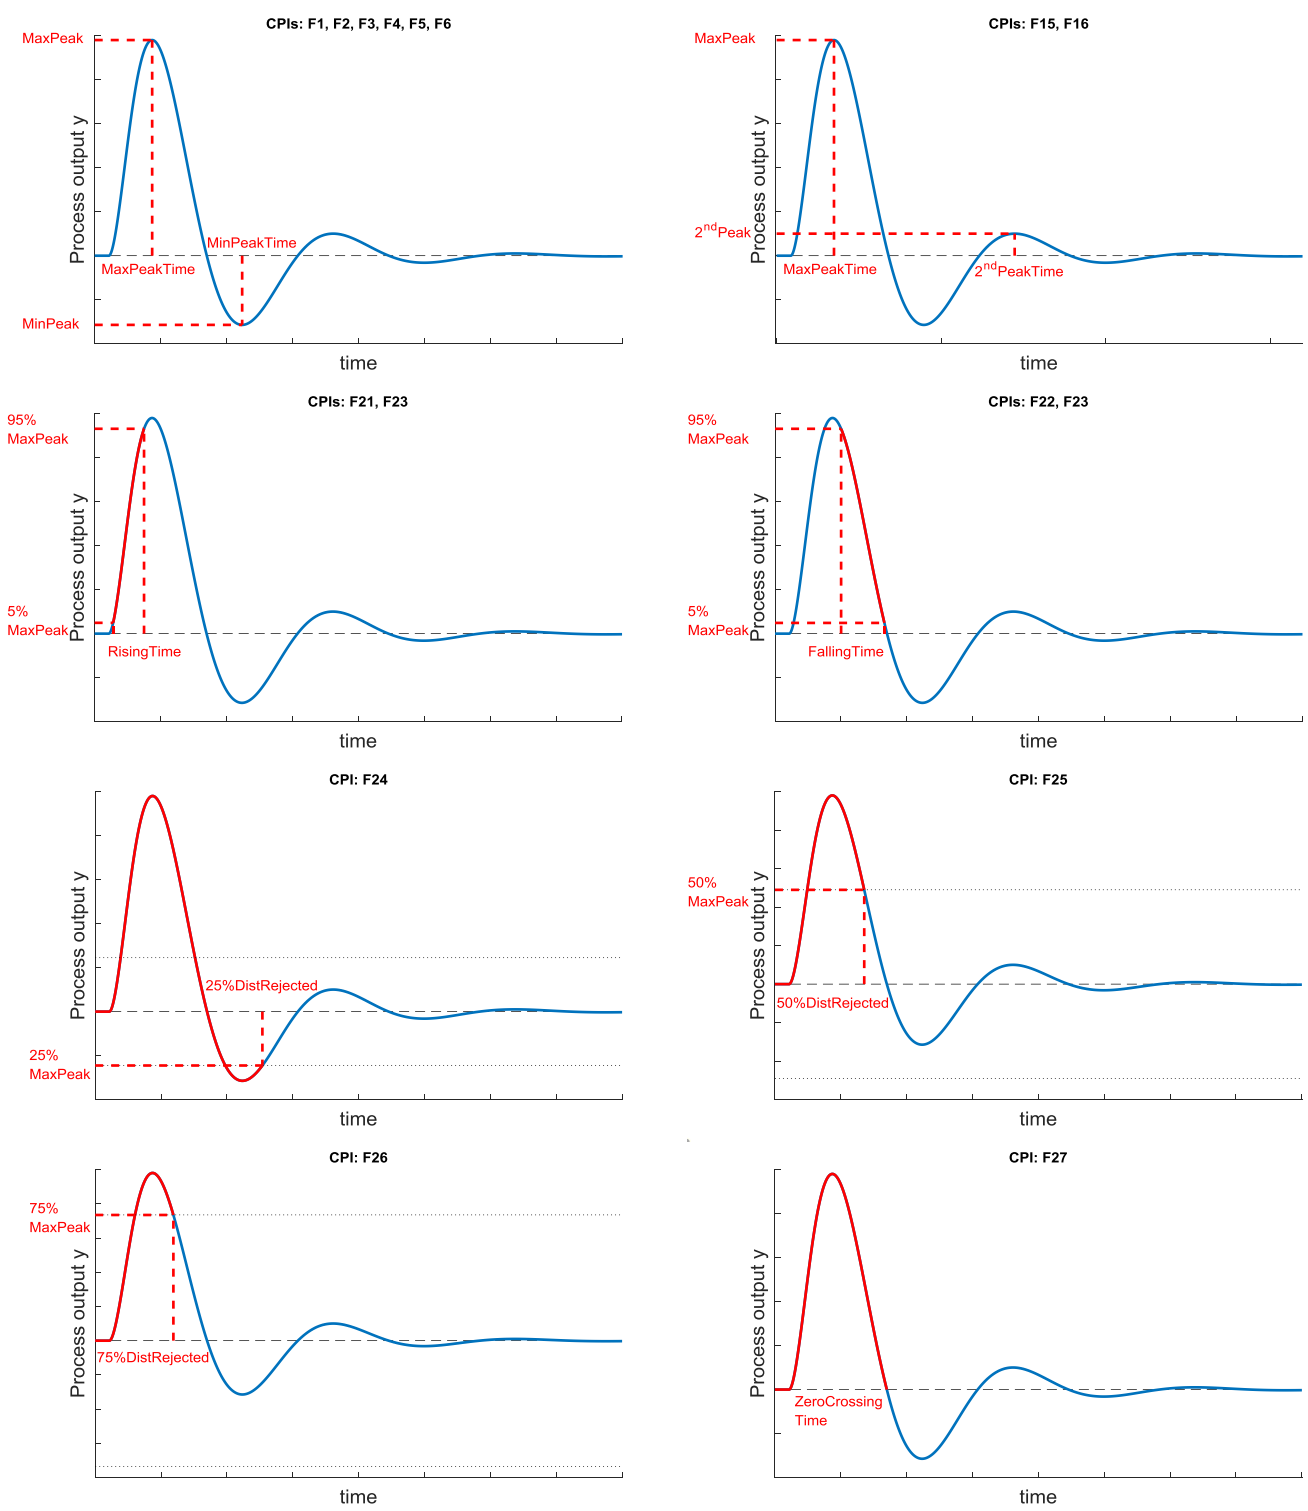 CPIs: F1, F2, F3, F4, F5, F6
MaxPeak
Process output y
MinPeakTime
MaxPeakTime
MinPeak
time
CPIs: F15, F16
MaxPeak
Process output y
2ndPeak
MaxPeakTime
2ndPeakTime
time
CPIs: F21, F23
95%
MaxPeak
Process output y
5%
MaxPeak
RisingTime
time
CPIs: F22, F23
95%
MaxPeak
Process output y
5%
MaxPeak
FallingTime
time
CPI: F24
Process output y
25%DistRejected
25%
MaxPeak
time
CPI: F25
50%
MaxPeak
Process output y
50%DistRejected
time
CPI: F26
75%
MaxPeak
Process output y
75%DistRejected
time
CPI: F27
Process output y
ZeroCrossing
Time
time